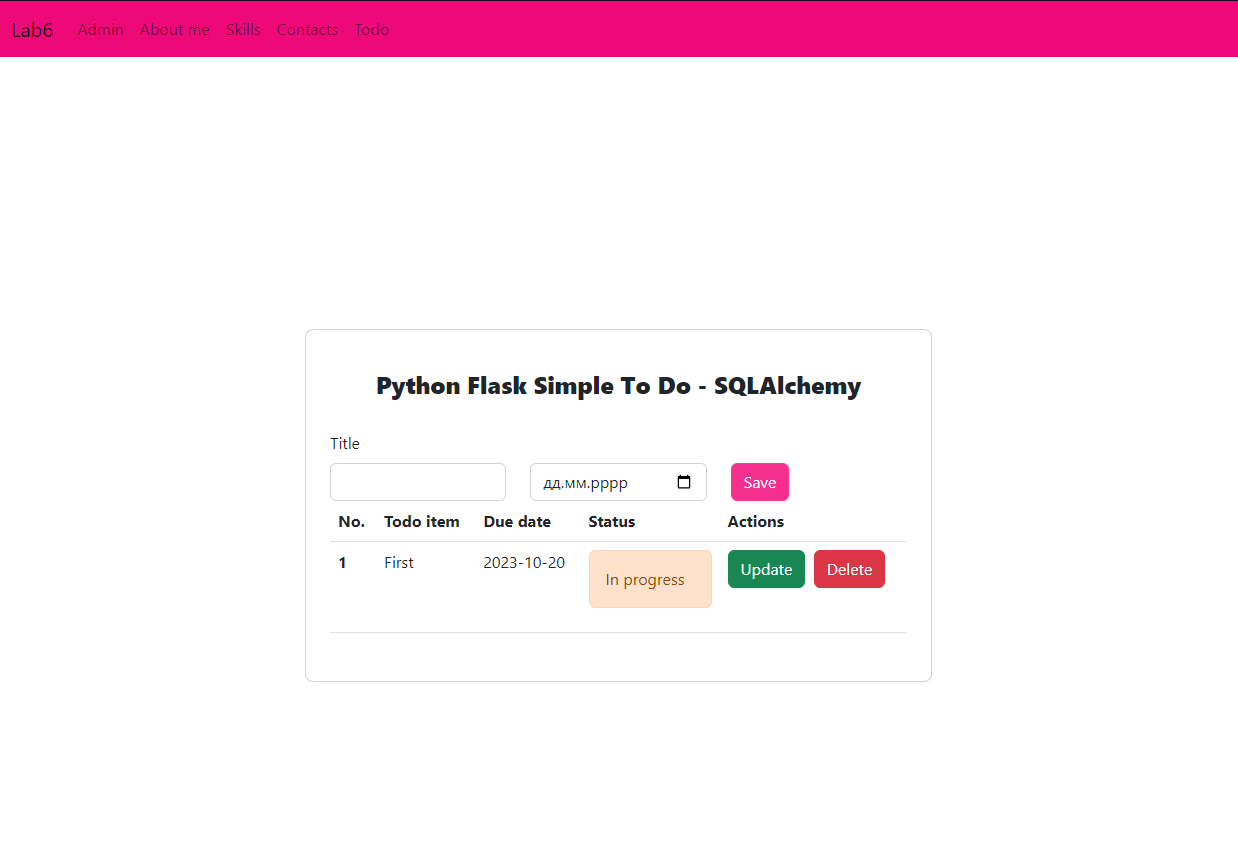 Lab6 Admin About me Skills Contacts Todo
Python Flask Simple To Do - SQLAlchemy
Title
дд.мм.рррр Save
No. Todo item Due date Status Actions
1 First 2023-10-20 In progress Update Delete